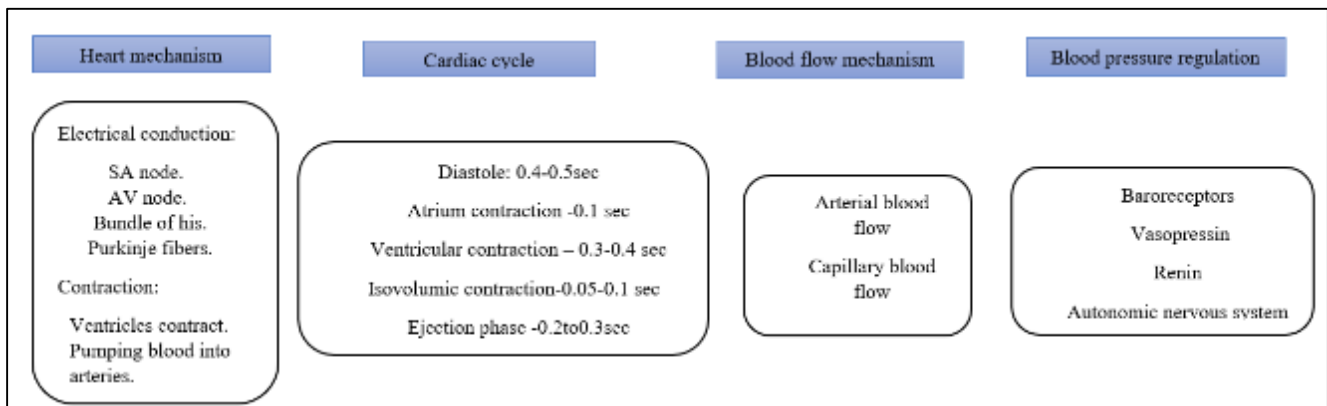 Heart mechanism
Electrical conduction:
SA node.
AV node.
Bundle of his.
Purkinje fibers.
Contraction:
Ventricles contract.
Pumping blood into
arteries.
Cardiac cycle
Diastole: 0.4-0.5sec
Atrium contraction -0.1 sec
Ventricular contraction – 0.3-0.4 sec
Isovolumic contraction-0.05-0.1 sec
Ejection phase -0.2to0.3sec
Blood flow mechanism
Arterial blood
flow
Capillary blood
flow
Blood pressure regulation
Baroreceptors
Vasopressin
Renin
Autonomic nervous system